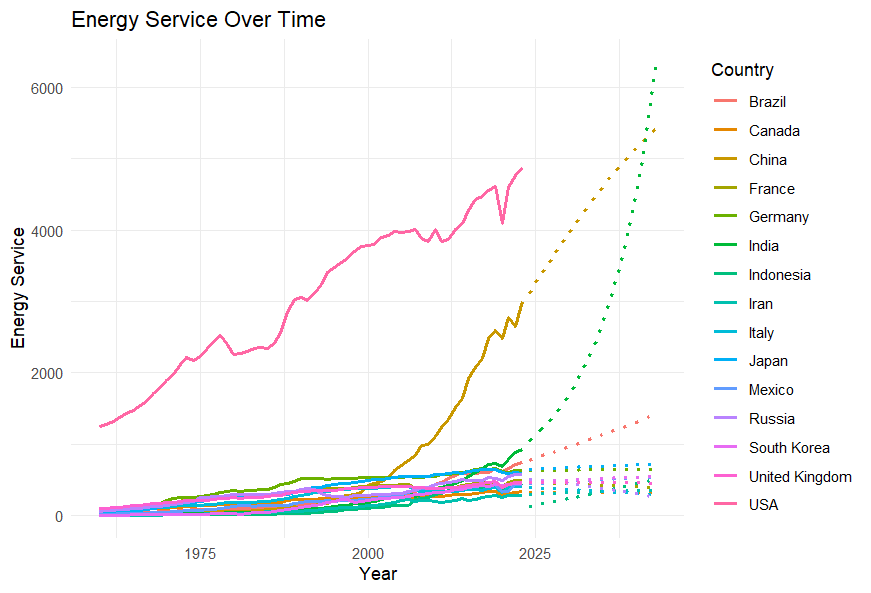 Energy Service Over Time
Energy Service
6000
4000
2000
0
1975
2000
2025
Year
Country
Brazil
Canada
China
France
Germany
India
Indonesia
Iran
Italy
Japan
Mexico
Russia
South Korea
United Kingdom
USA